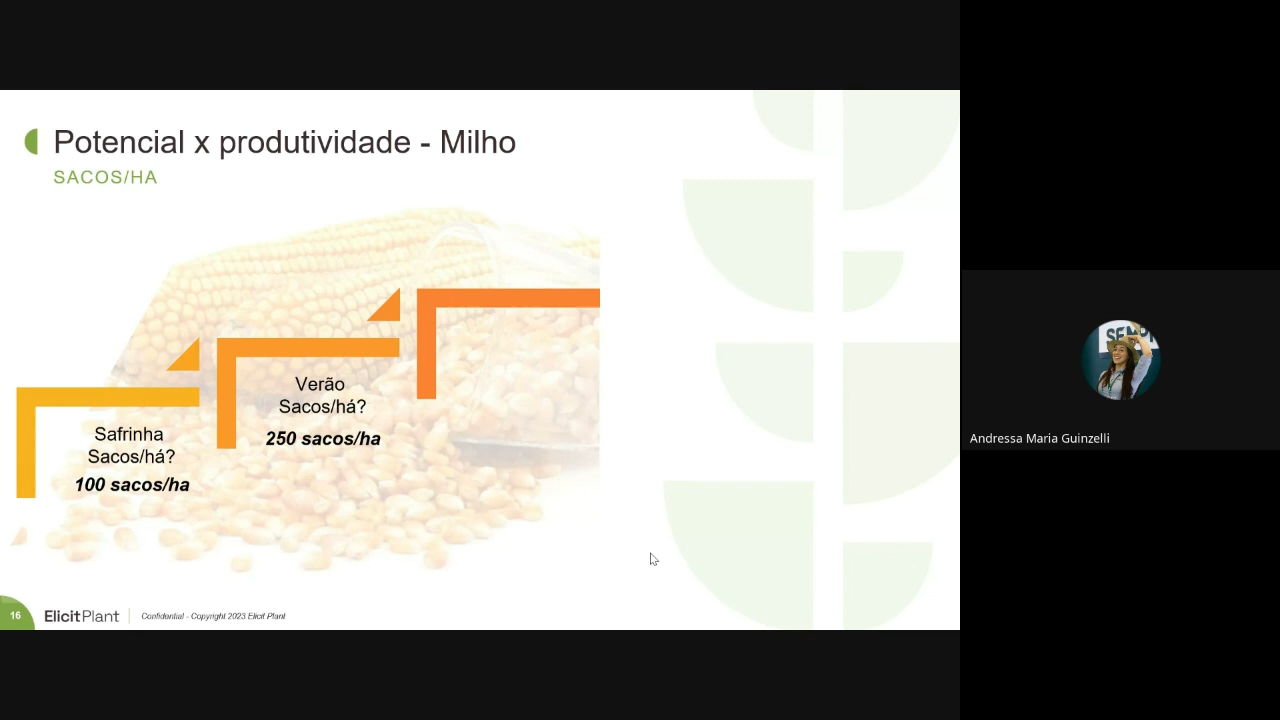 Potencial x produtividade - Milho
SACOS/HA
Verão
Sacos/há?
250 sacos/ha
Safrinha
Sacos/há?
100 sacos/ha
16
ElicitPlant
Confidential - Copyright 2023 Elicit Plant
SEMP
Andressa Maria Guinzelli